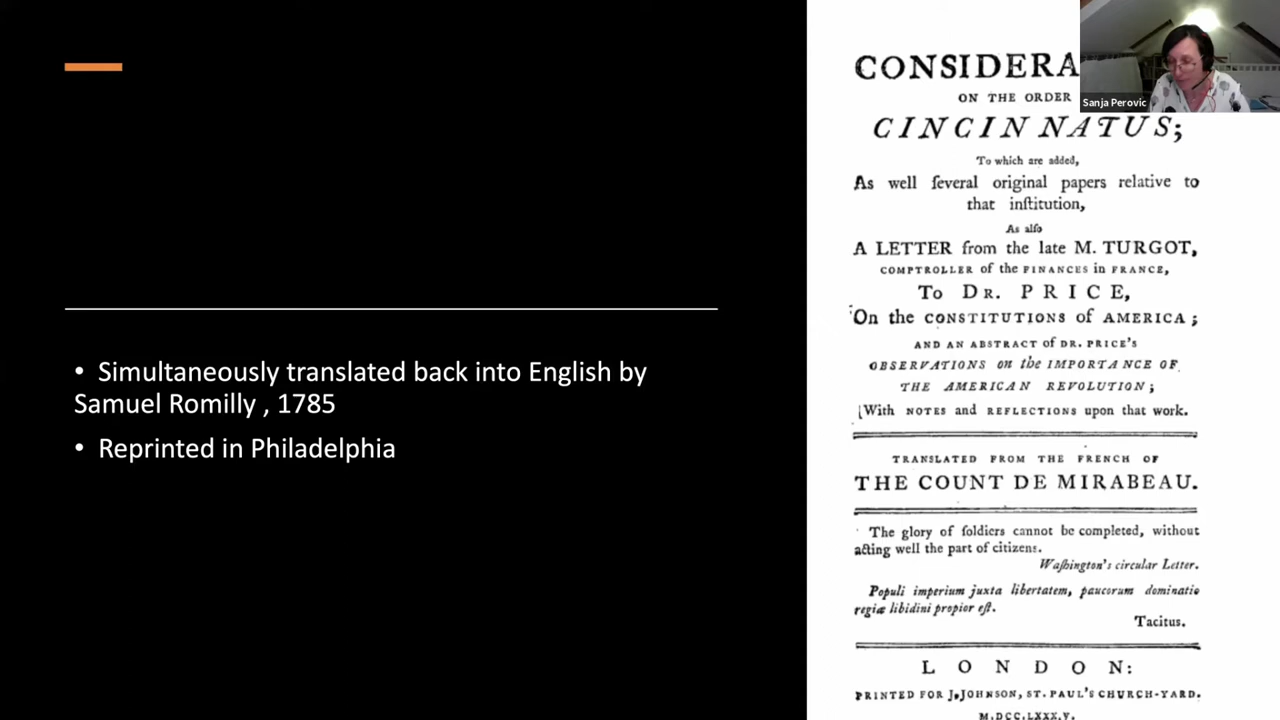 • Simultaneously translated back into English by
Samuel Romilly , 1785
• Reprinted in Philadelphia
CONSIDERA
ON THE ORDER
CINCINNATUS;
To which are added,
As well ſeveral original papers relative to
that inſtitution,
As alſo
A LETTER from the late M. TURGOT,
COMPTROLLER of the FINANCES in FRANCE,
To DR. PRICE,
On the CONSTITUTIONS of AMERICA;
AND AN ABSTRACT of DR. PRICE'S
OBSERVATIONS on the IMPORTANCE OF
THE AMERICAN REVOLUTION;
With NOTES and REFLECTIONS upon that work.
TRANSLATED FROM THE FRENCH OF
THE COUNT DE MIRABEAU.
The glory of ſoldiers cannot be completed, without
acting well the part of citizens.
Waſhington's circular Letter.
Populi imperium juxta libertatem, paucorum dominatio
regiæ libidini propior eſt.
Tacitus.
LONDON:
PRINTED FOR J. JOHNSON, ST. PAUL'S CHURCH-YARD.
M.DCC.LXXX.V.
Sanja Perovic